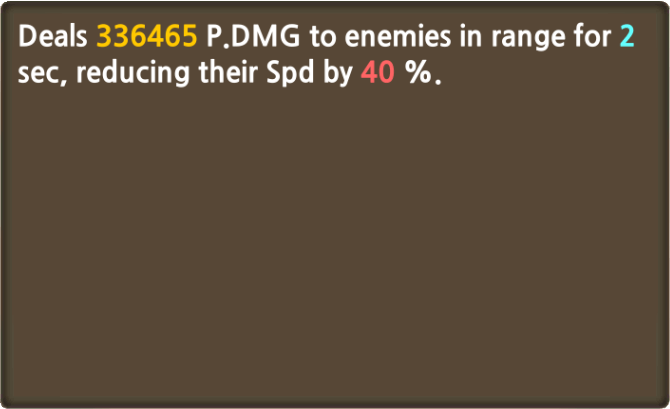 Deals 336465 P.DMG to enemies in range for 2
sec, reducing their Spd by 40 %.